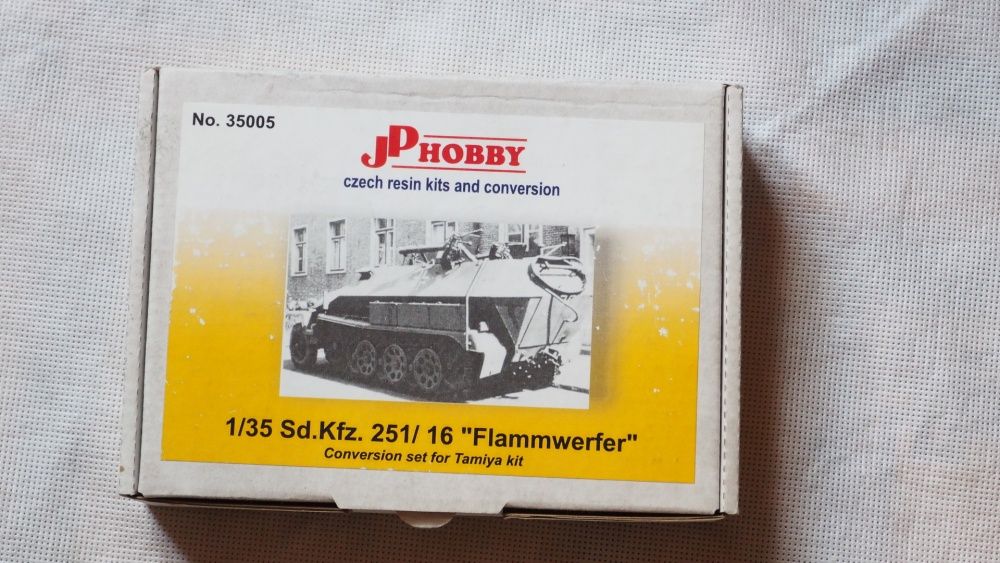 No. 35005
JP HOBBY
czech resin kits and conversion
1/35 Sd.Kfz. 251/ 16 "Flammwerfer"
Conversion set for Tamiya kit